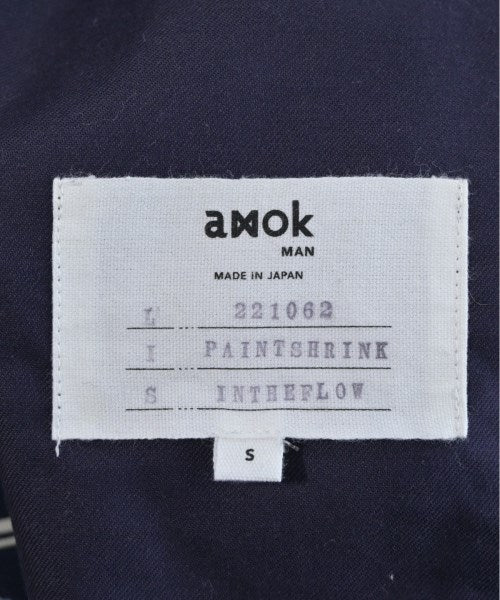 amok
MAN
MADE IN JAPAN
L 221062
I PAINTSHRINK
S INTHEFLOW
S